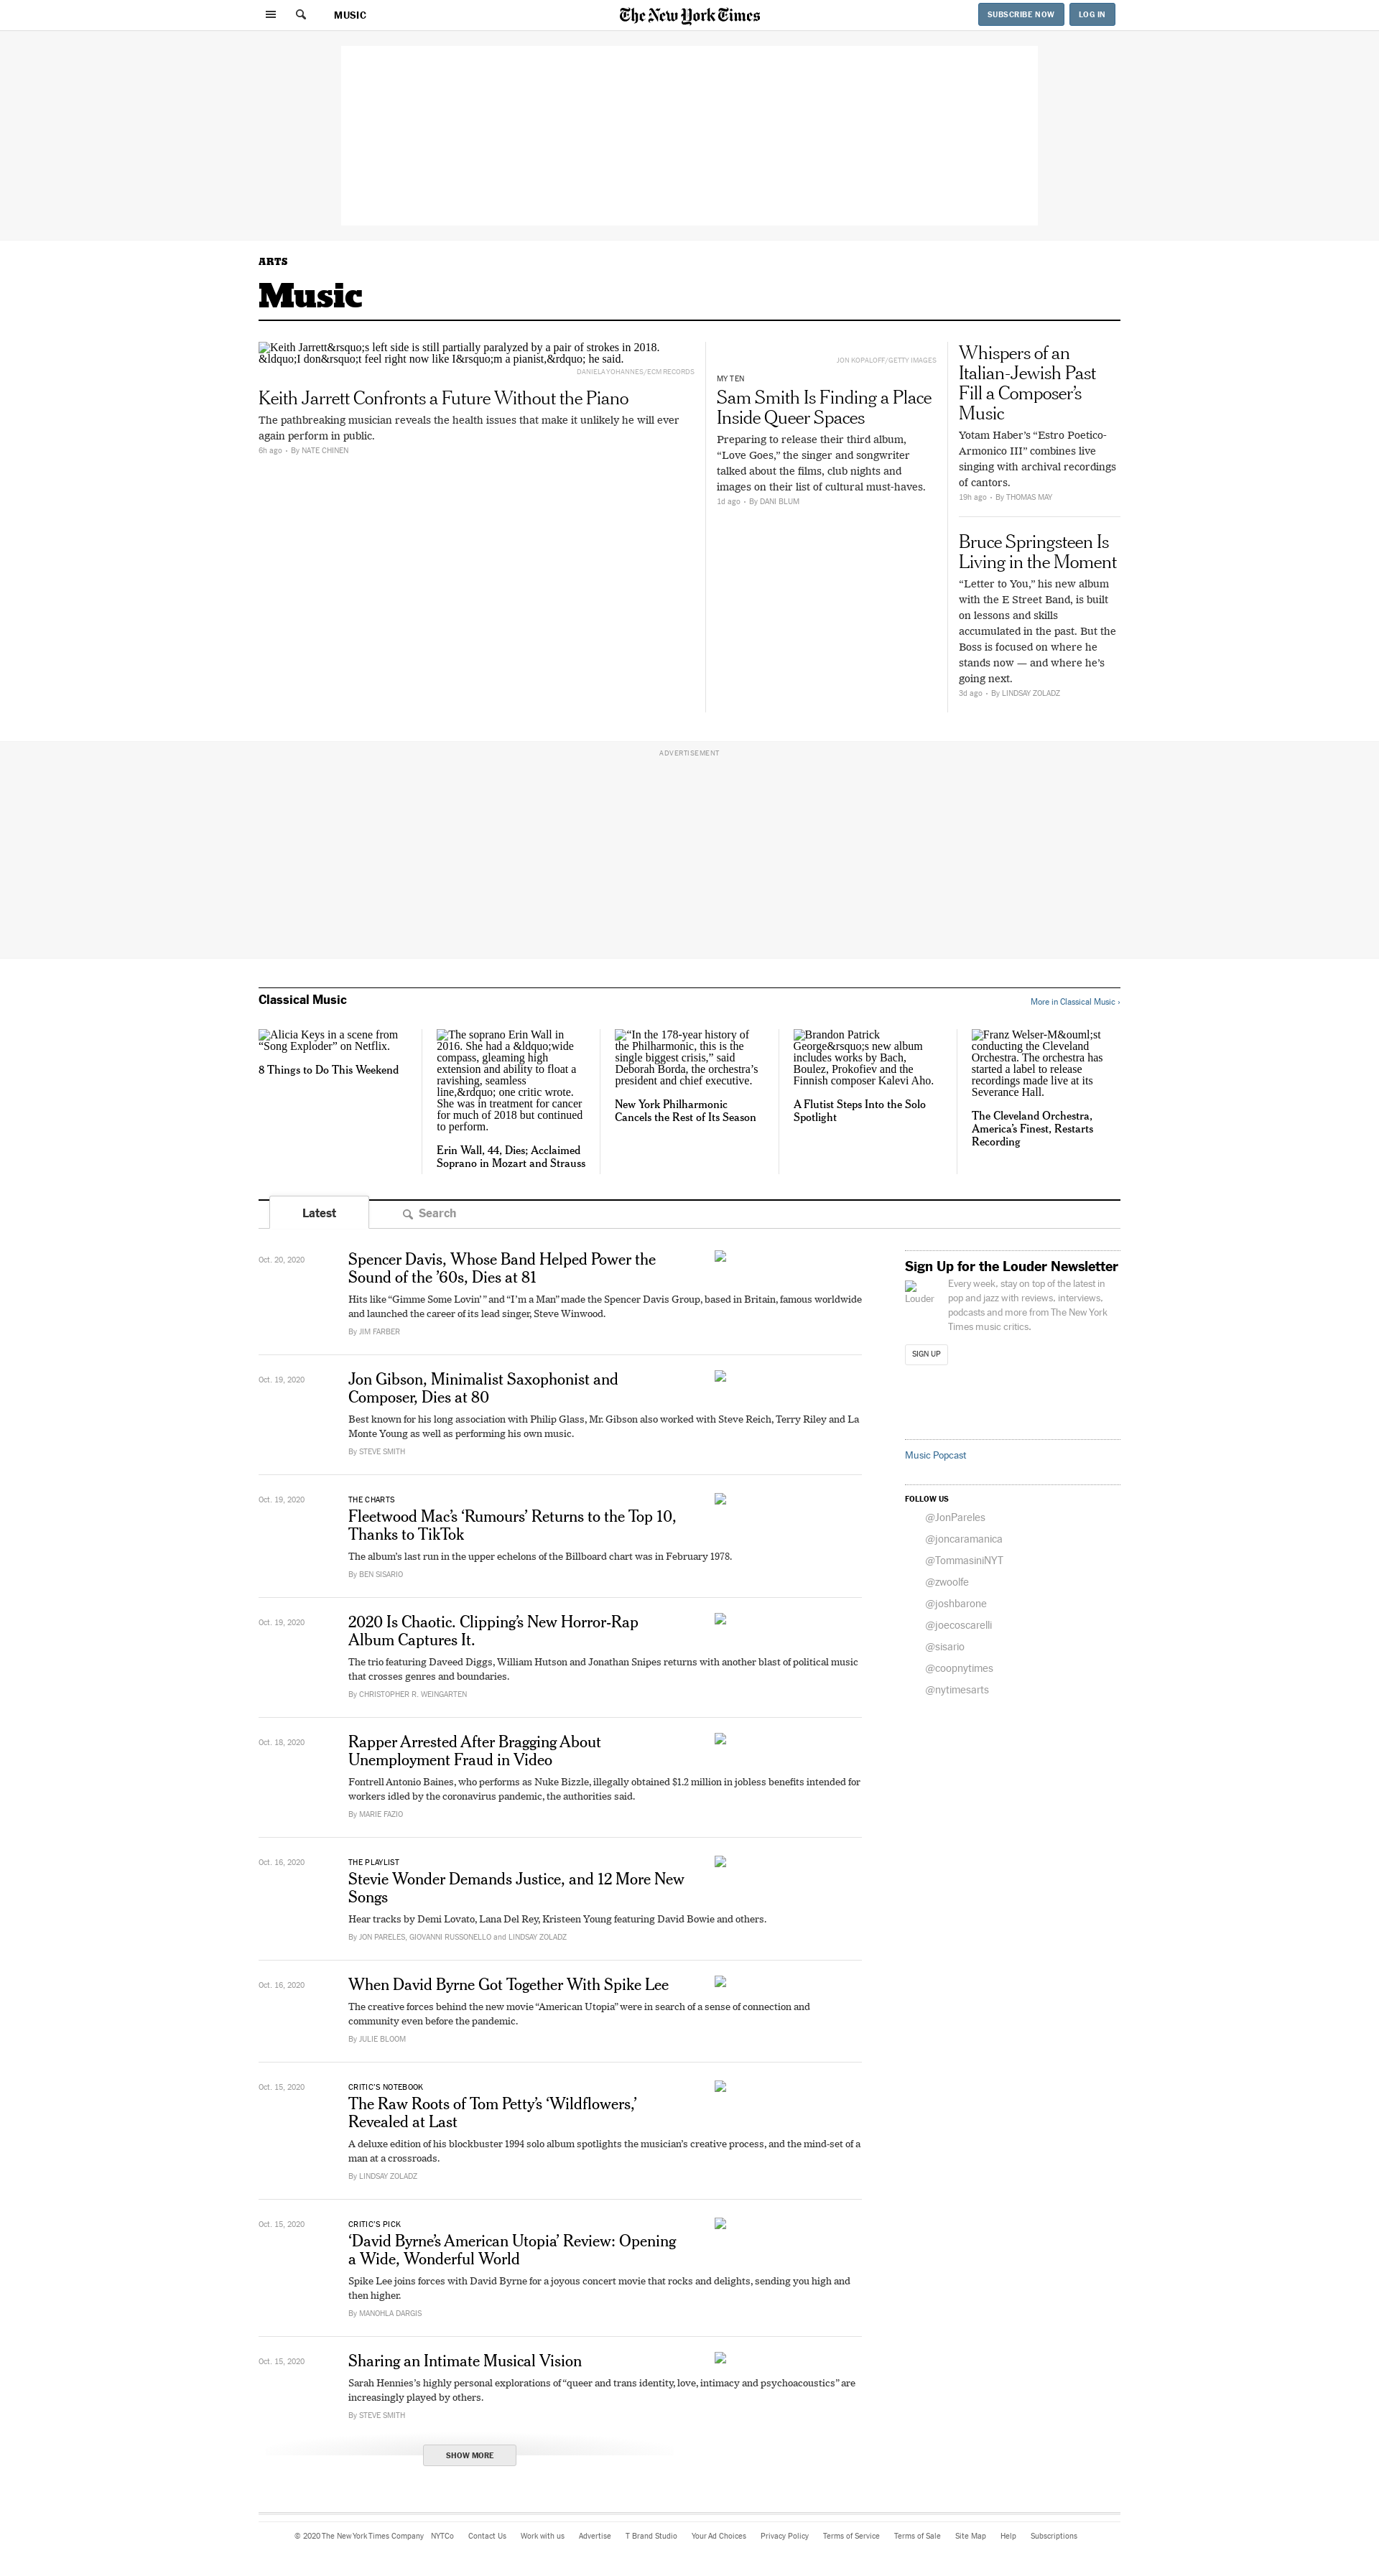 MUSIC
The New York Times
SUBSCRIBE NOW
LOG IN
ARTS
Music
Keith Jarrett&rsquo;s left side is still partially paralyzed by a pair of strokes in 2018.
&ldquo;I don&rsquo;t feel right now like I&rsquo;m a pianist,&rdquo; he said.
DANIELA YOHANNES/ECM RECORDS
Keith Jarrett Confronts a Future Without the Piano
The pathbreaking musician reveals the health issues that make it unlikely he will ever
again perform in public.
6h ago • By NATE CHINEN
JON KOPALOFF/GETTY IMAGES
MY TEN
Sam Smith Is Finding a Place
Inside Queer Spaces
Preparing to release their third album,
“Love Goes,” the singer and songwriter
talked about the films, club nights and
images on their list of cultural must-haves.
1d ago • By DANI BLUM
Whispers of an
Italian-Jewish Past
Fill a Composer’s
Music
Yotam Haber’s “Estro Poetico-
Armonico III” combines live
singing with archival recordings
of cantors.
19h ago • By THOMAS MAY
Bruce Springsteen Is
Living in the Moment
“Letter to You,” his new album
with the E Street Band, is built
on lessons and skills
accumulated in the past. But the
Boss is focused on where he
stands now — and where he’s
going next.
3d ago • By LINDSAY ZOLADZ
ADVERTISEMENT
Classical Music
More in Classical Music ›
Alicia Keys in a scene from
“Song Exploder” on Netflix.
8 Things to Do This Weekend
The soprano Erin Wall in
2016. She had a &ldquo;wide
compass, gleaming high
extension and ability to float a
ravishing, seamless
line,&rdquo; one critic wrote.
She was in treatment for cancer
for much of 2018 but continued
to perform.
Erin Wall, 44, Dies; Acclaimed
Soprano in Mozart and Strauss
“In the 178-year history of
the Philharmonic, this is the
single biggest crisis,” said
Deborah Borda, the orchestra’s
president and chief executive.
New York Philharmonic
Cancels the Rest of Its Season
Brandon Patrick
George&rsquo;s new album
includes works by Bach,
Boulez, Prokofiev and the
Finnish composer Kalevi Aho.
A Flutist Steps Into the Solo
Spotlight
Franz Welser-M&ouml;st
conducting the Cleveland
Orchestra. The orchestra has
started a label to release
recordings made live at its
Severance Hall.
The Cleveland Orchestra,
America’s Finest, Restarts
Recording
Latest
Search
Oct. 20, 2020
Spencer Davis, Whose Band Helped Power the
Sound of the ’60s, Dies at 81
Hits like “Gimme Some Lovin’ ” and “I’m a Man” made the Spencer Davis Group, based in Britain, famous worldwide
and launched the career of its lead singer, Steve Winwood.
By JIM FARBER
Oct. 19, 2020
Jon Gibson, Minimalist Saxophonist and
Composer, Dies at 80
Best known for his long association with Philip Glass, Mr. Gibson also worked with Steve Reich, Terry Riley and La
Monte Young as well as performing his own music.
By STEVE SMITH
Oct. 19, 2020
THE CHARTS
Fleetwood Mac’s ‘Rumours’ Returns to the Top 10,
Thanks to TikTok
The album’s last run in the upper echelons of the Billboard chart was in February 1978.
By BEN SISARIO
Oct. 19, 2020
2020 Is Chaotic. Clipping’s New Horror-Rap
Album Captures It.
The trio featuring Daveed Diggs, William Hutson and Jonathan Snipes returns with another blast of political music
that crosses genres and boundaries.
By CHRISTOPHER R. WEINGARTEN
Oct. 18, 2020
Rapper Arrested After Bragging About
Unemployment Fraud in Video
Fontrell Antonio Baines, who performs as Nuke Bizzle, illegally obtained $1.2 million in jobless benefits intended for
workers idled by the coronavirus pandemic, the authorities said.
By MARIE FAZIO
Oct. 16, 2020
THE PLAYLIST
Stevie Wonder Demands Justice, and 12 More New
Songs
Hear tracks by Demi Lovato, Lana Del Rey, Kristeen Young featuring David Bowie and others.
By JON PARELES, GIOVANNI RUSSONELLO and LINDSAY ZOLADZ
Oct. 16, 2020
When David Byrne Got Together With Spike Lee
The creative forces behind the new movie “American Utopia” were in search of a sense of connection and
community even before the pandemic.
By JULIE BLOOM
Oct. 15, 2020
CRITIC’S NOTEBOOK
The Raw Roots of Tom Petty’s ‘Wildflowers,’
Revealed at Last
A deluxe edition of his blockbuster 1994 solo album spotlights the musician’s creative process, and the mind-set of a
man at a crossroads.
By LINDSAY ZOLADZ
Oct. 15, 2020
CRITIC’S PICK
‘David Byrne’s American Utopia’ Review: Opening
a Wide, Wonderful World
Spike Lee joins forces with David Byrne for a joyous concert movie that rocks and delights, sending you high and
then higher.
By MANOHLA DARGIS
Oct. 15, 2020
Sharing an Intimate Musical Vision
Sarah Hennies’s highly personal explorations of “queer and trans identity, love, intimacy and psychoacoustics” are
increasingly played by others.
By STEVE SMITH
SHOW MORE
Sign Up for the Louder Newsletter
Louder
Every week, stay on top of the latest in
pop and jazz with reviews, interviews,
podcasts and more from The New York
Times music critics.
SIGN UP
Music Popcast
FOLLOW US
@JonPareles
@joncaramanica
@TommasiniNYT
@zwoolfe
@joshbarone
@joecoscarelli
@sisario
@coopnytimes
@nytimesarts
© 2020 The New York Times Company NYTCo Contact Us Work with us Advertise T Brand Studio Your Ad Choices Privacy Policy Terms of Service Terms of Sale Site Map Help Subscriptions